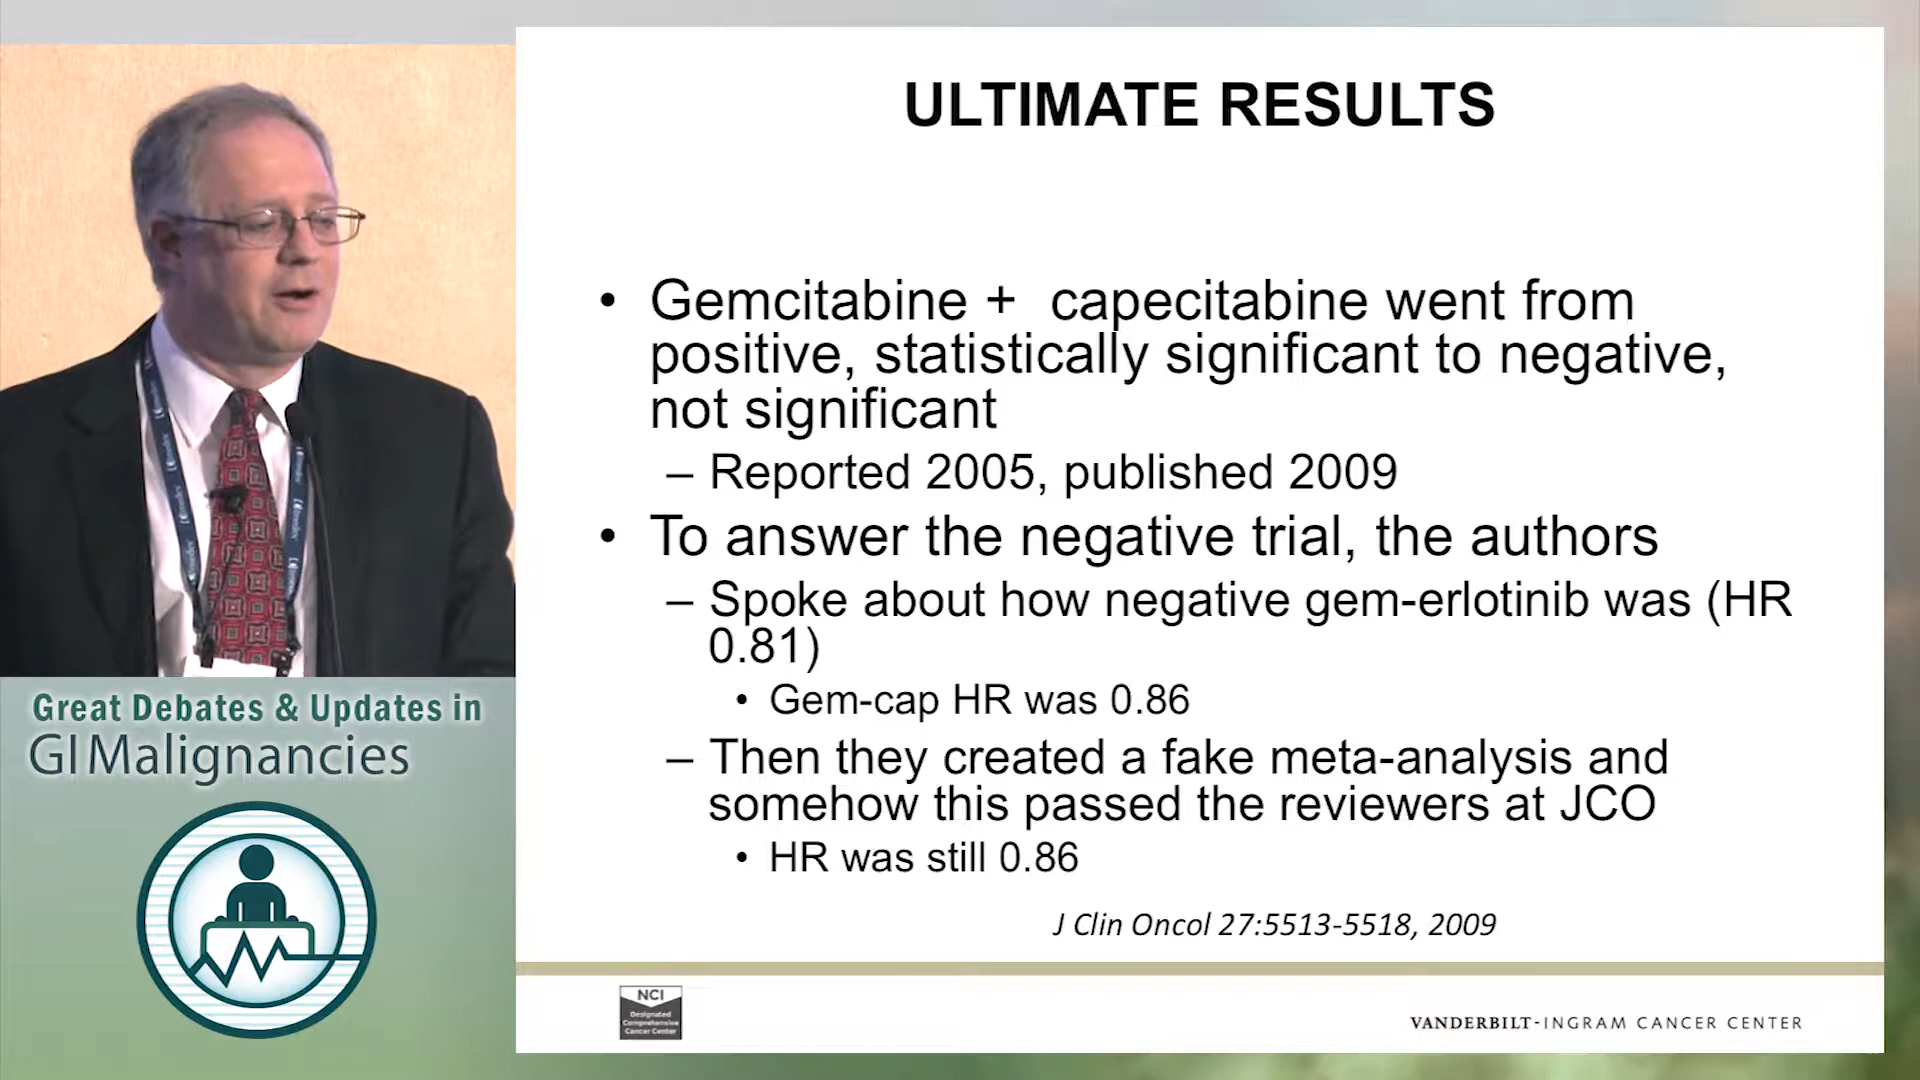 ULTIMATE RESULTS
• Gemcitabine + capecitabine went from
positive, statistically significant to negative,
not significant
– Reported 2005, published 2009
• To answer the negative trial, the authors
– Spoke about how negative gem-erlotinib was (HR
0.81)
• Gem-cap HR was 0.86
– Then they created a fake meta-analysis and
somehow this passed the reviewers at JCO
• HR was still 0.86
J Clin Oncol 27:5513-5518, 2009
NCI
Designated
Comprehensive
Cancer Center
VANDERBILT-INGRAM CANCER CENTER
Great Debates & Updates in
GI Malignancies